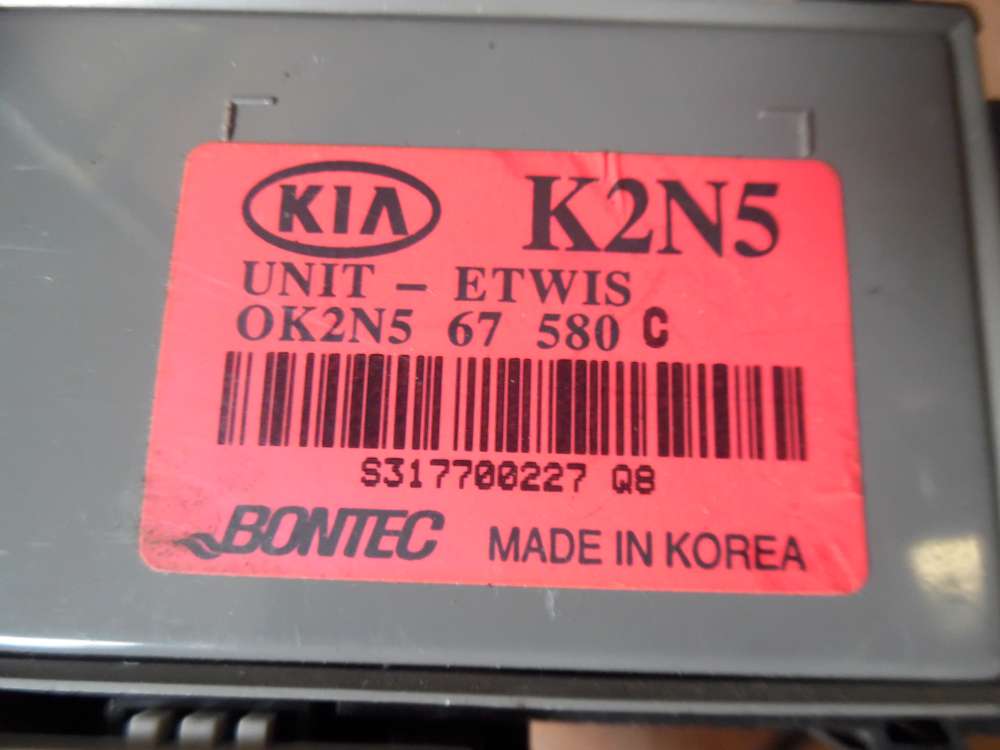 KIA K2N5
UNIT - ETWIS
OK2N5 67 580 C
S317700227 Q8
BONTEC MADE IN KOREA